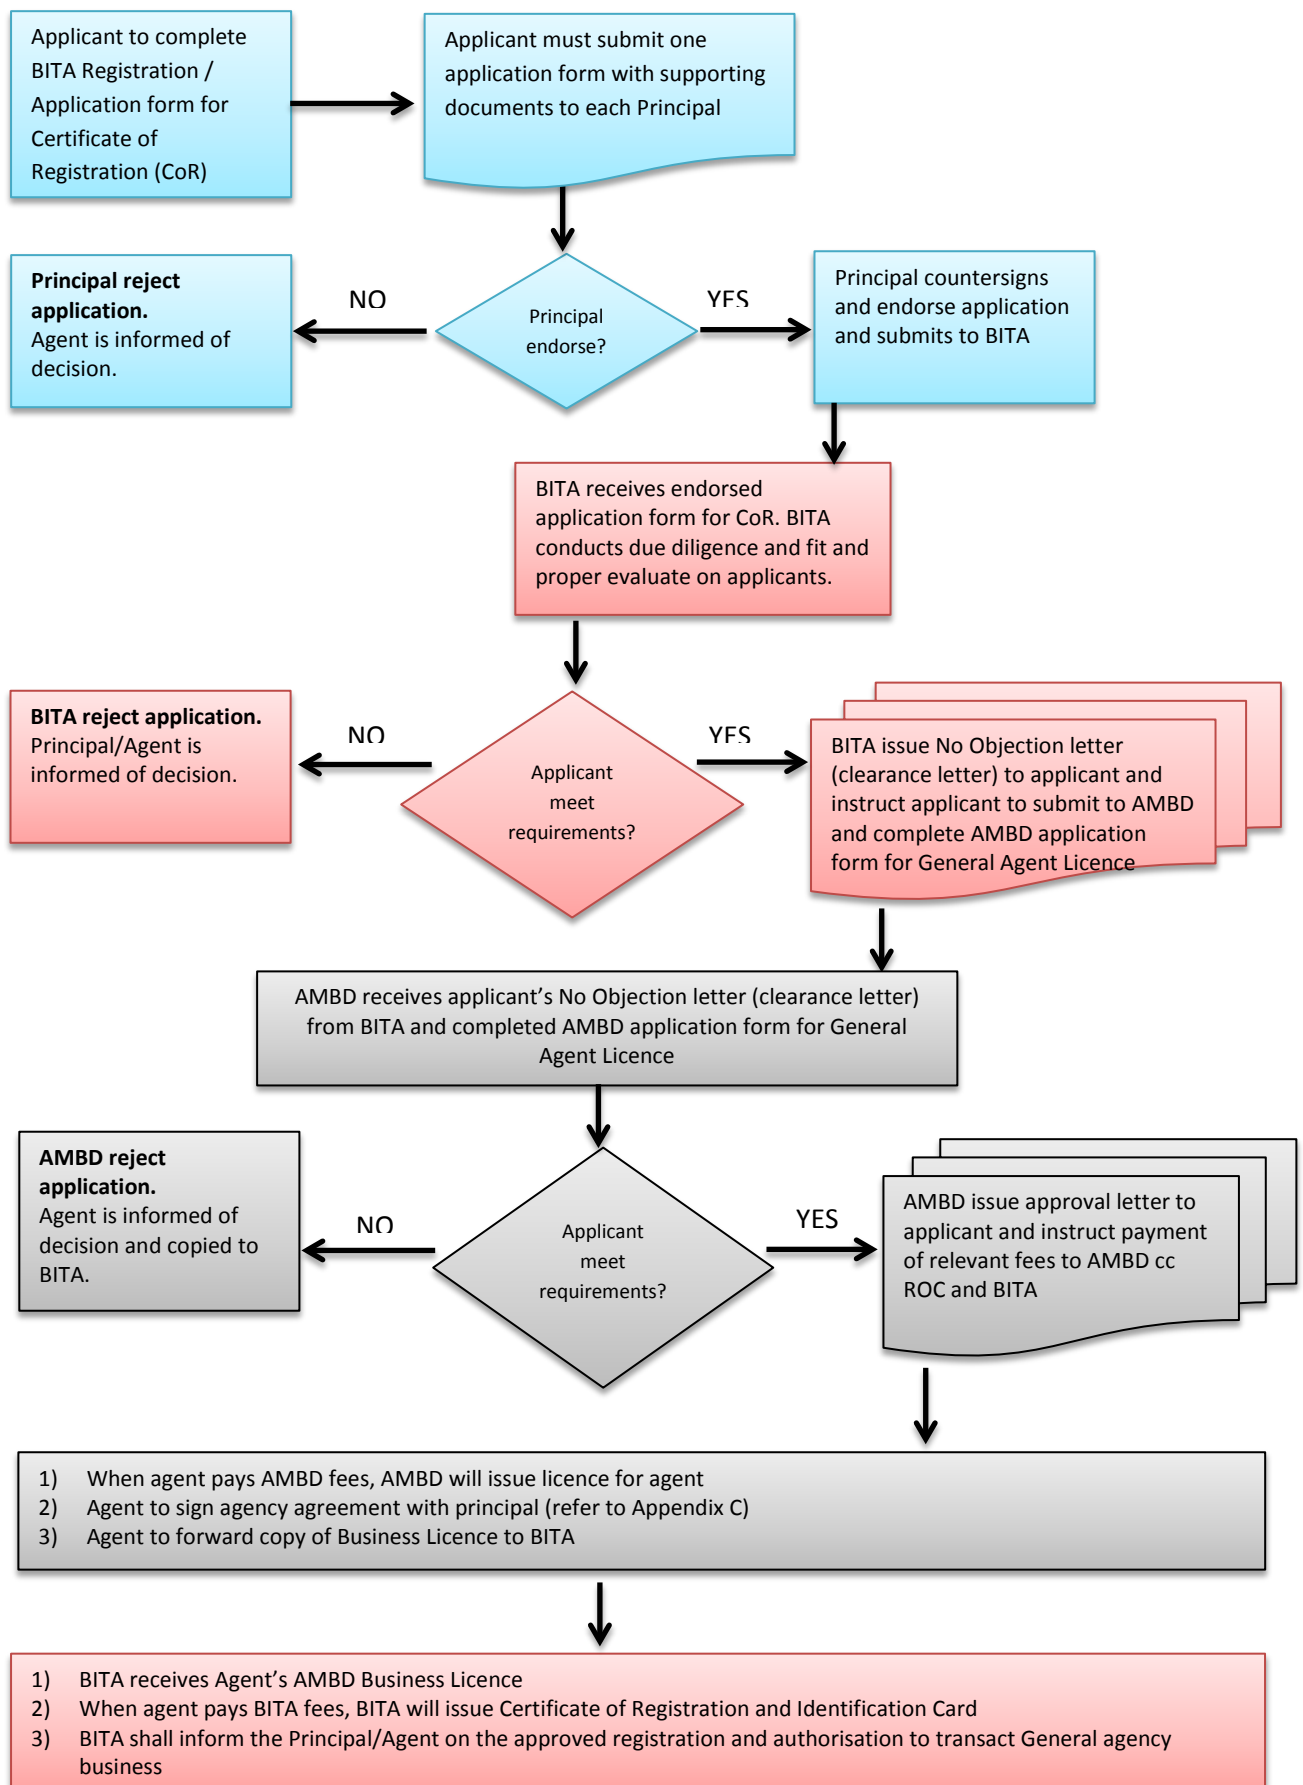 Applicant to complete
BITA Registration /
Application form for
Certificate of
Registration (CoR)
Applicant must submit one
application form with supporting
documents to each Principal
Principal reject
application.
Agent is informed of
decision.
NO
Principal
endorse?
YES
Principal countersigns
and endorse application
and submits to BITA
BITA receives endorsed
application form for CoR. BITA
conducts due diligence and fit and
proper evaluate on applicants.
BITA reject application.
Principal/Agent is
informed of decision.
NO
Applicant
meet
requirements?
YES
BITA issue No Objection letter
(clearance letter) to applicant and
instruct applicant to submit to AMBD
and complete AMBD application
form for General Agent Licence
AMBD receives applicant’s No Objection letter (clearance letter)
from BITA and completed AMBD application form for General
Agent Licence
AMBD reject
application.
Agent is informed of
decision and copied to
BITA.
NO
Applicant
meet
requirements?
YES
AMBD issue approval letter to
applicant and instruct payment
of relevant fees to AMBD cc
ROC and BITA
1) When agent pays AMBD fees, AMBD will issue licence for agent
2) Agent to sign agency agreement with principal (refer to Appendix C)
3) Agent to forward copy of Business Licence to BITA
1) BITA receives Agent’s AMBD Business Licence
2) When agent pays BITA fees, BITA will issue Certificate of Registration and Identification Card
3) BITA shall inform the Principal/Agent on the approved registration and authorisation to transact General agency
business